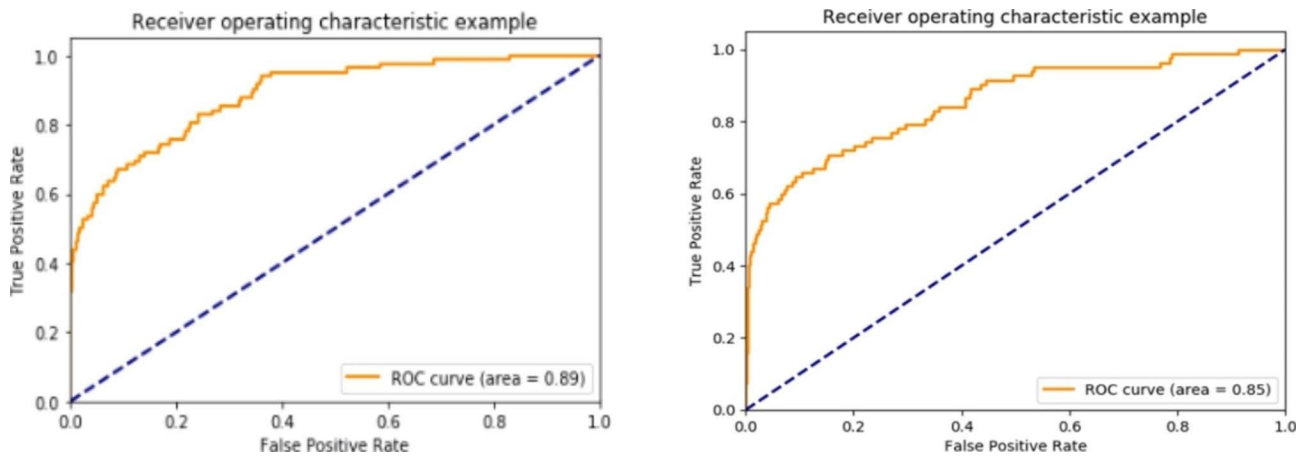 Receiver operating characteristic example
1.0
0.8
0.6
0.4
0.2
0.0
True Positive Rate
ROC curve (area = 0.89)
0.0 0.2 0.4 0.6 0.8 1.0
False Positive Rate
Receiver operating characteristic example
1.0
0.8
0.6
0.4
0.2
0.0
True Positive Rate
ROC curve (area = 0.85)
0.0 0.2 0.4 0.6 0.8 1.0
False Positive Rate